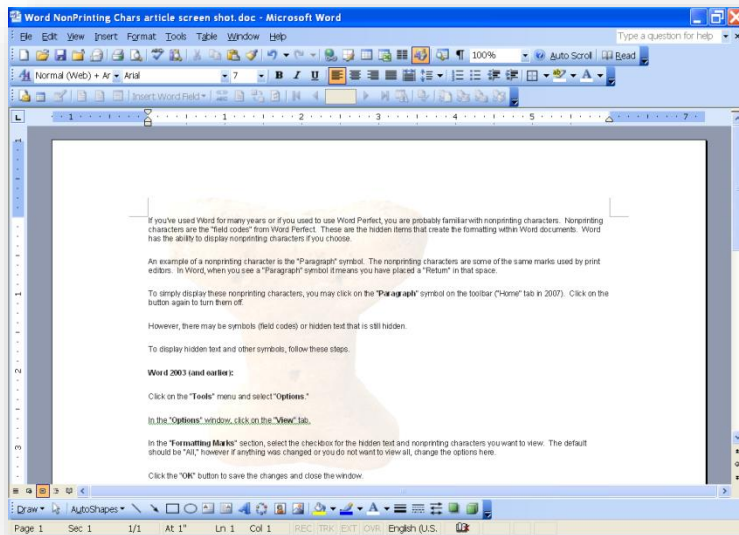 Word NonPrinting Chars article screen shot.doc - Microsoft Word
File Edit View Insert Format Tools Table Window Help Type a question for help
100% Auto Scroll Read
Normal (Web) + Ar Arial 7 B I U
Insert Word Field
L 1 1 2 3 4 5 7
If you've used Word for many years or if you used to use Word Perfect, you are probably familiar with nonprinting characters. Nonprinting
characters are the "field codes" from Word Perfect. These are the hidden items that create the formatting within Word documents. Word
has the ability to display nonprinting characters if you choose.
An example of a nonprinting character is the "Paragraph" symbol. The nonprinting characters are some of the same marks used by print
editors. In Word, when you see a "Paragraph" symbol it means you have placed a "Return" in that space.
To simply display these nonprinting characters, you may click on the "Paragraph" symbol on the toolbar ("Home" tab in 2007). Click on the
button again to turn them off.
However, there may be symbols (field codes) or hidden text that is still hidden.
To display hidden text and other symbols, follow these steps.
Word 2003 (and earlier):
Click on the "Tools" menu and select "Options."
In the "Options" window, click on the "View" tab.
In the "Formatting Marks" section, select the checkbox for the hidden text and nonprinting characters you want to view. The default
should be "All," however if anything was changed or you do not want to view all, change the options here.
Click the "OK" button to save the changes and close the window.
Draw AutoShapes
Page 1 Sec 1 1/1 At 1" Ln 1 Col 1 REC TRK EXT OVR English (U.S.